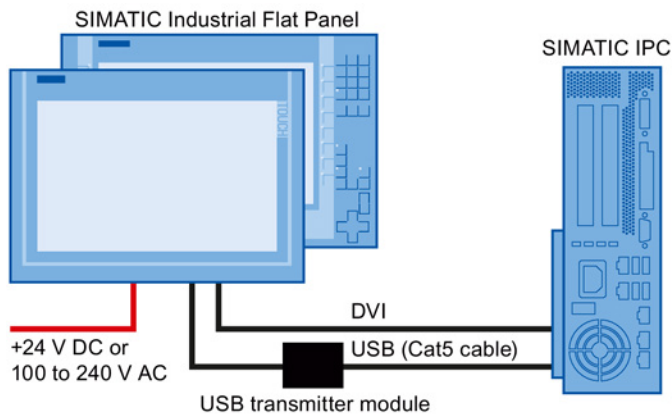 SIMATIC Industrial Flat Panel
SIMATIC IPC
TOUCH
DVI
+24 V DC or
100 to 240 V AC
USB (Cat5 cable)
USB transmitter module